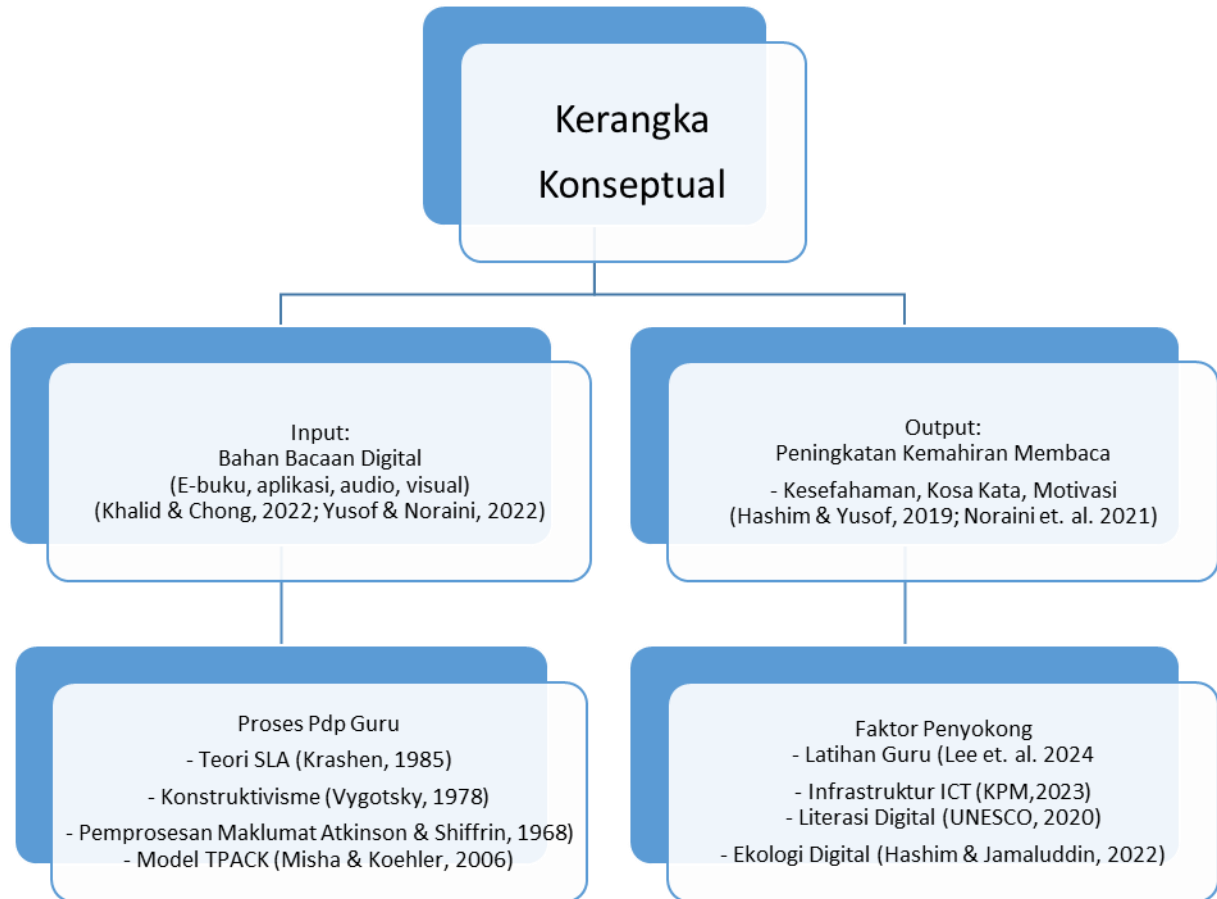 Kerangka
Konseptual
Input:
Bahan Bacaan Digital
(E-buku, aplikasi, audio, visual)
(Khalid & Chong, 2022; Yusof & Noraini, 2022)
Output:
Peningkatan Kemahiran Membaca
- Kesefahaman, Kosa Kata, Motivasi
(Hashim & Yusof, 2019; Noraini et. al. 2021)
Proses Pdp Guru
- Teori SLA (Krashen, 1985)
- Konstruktivisme (Vygotsky, 1978)
- Pemprosesan Maklumat Atkinson & Shiffrin, 1968)
- Model TPACK (Misha & Koehler, 2006)
Faktor Penyokong
- Latihan Guru (Lee et. al. 2024
- Infrastruktur ICT (KPM,2023)
- Literasi Digital (UNESCO, 2020)
- Ekologi Digital (Hashim & Jamaluddin, 2022)